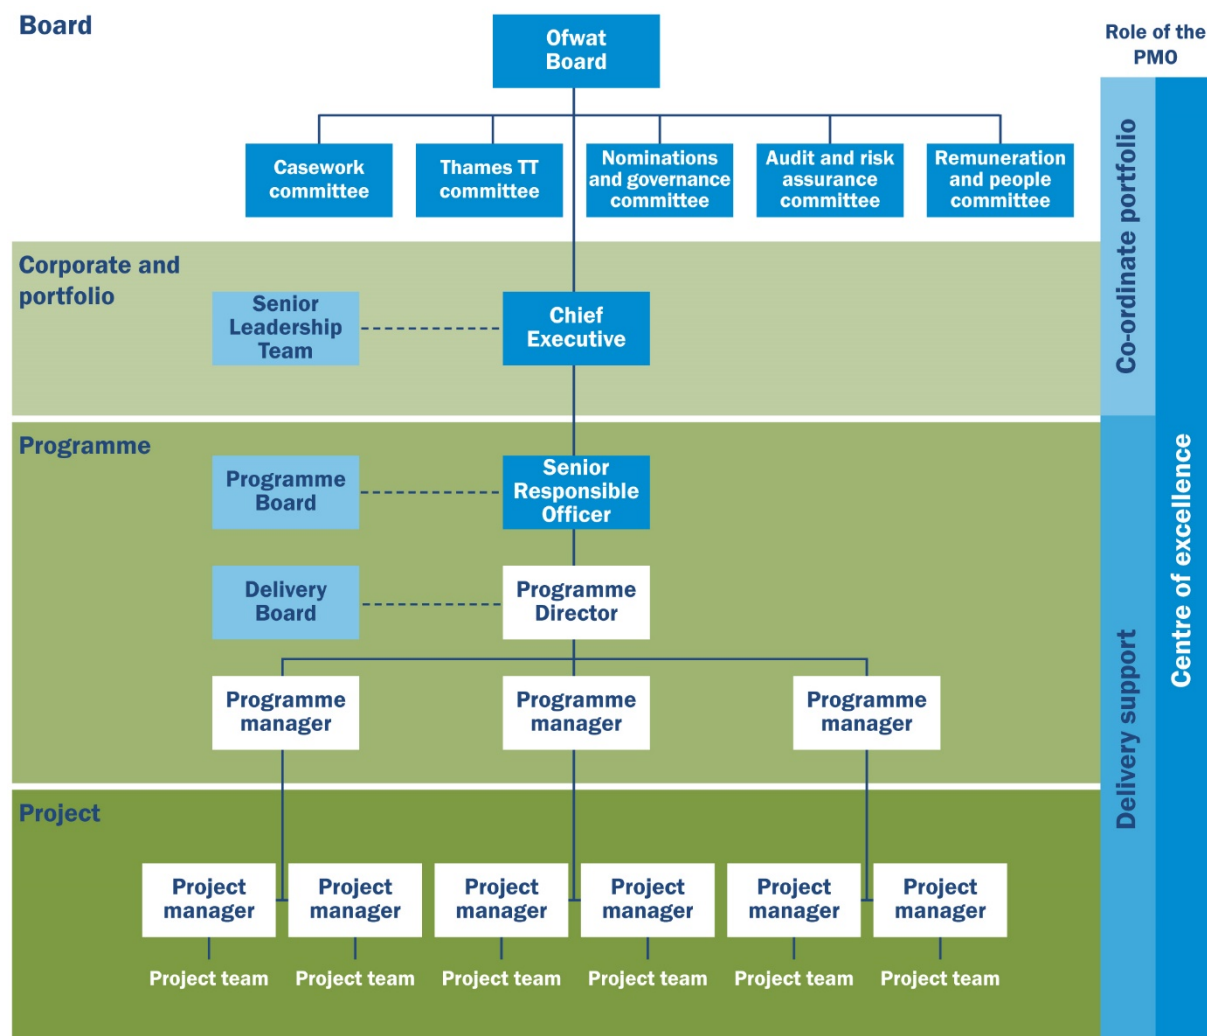 Board
Role of the
PMO
Ofwat
Board
Casework
committee
Thames TT
committee
Nominations
and governance
committee
Audit and risk
assurance
committee
Remuneration
and people
committee
Co-ordinate portfolio
Corporate and
portfolio
Senior
Leadership
Team
Chief
Executive
Programme
Programme
Board
Senior
Responsible
Officer
Centre of excellence
Delivery
Board
Programme
Director
Delivery support
Programme
manager
Programme
manager
Programme
manager
Project
Project
manager
Project
manager
Project
manager
Project
manager
Project
manager
Project
manager
Project team
Project team
Project team
Project team
Project team
Project team